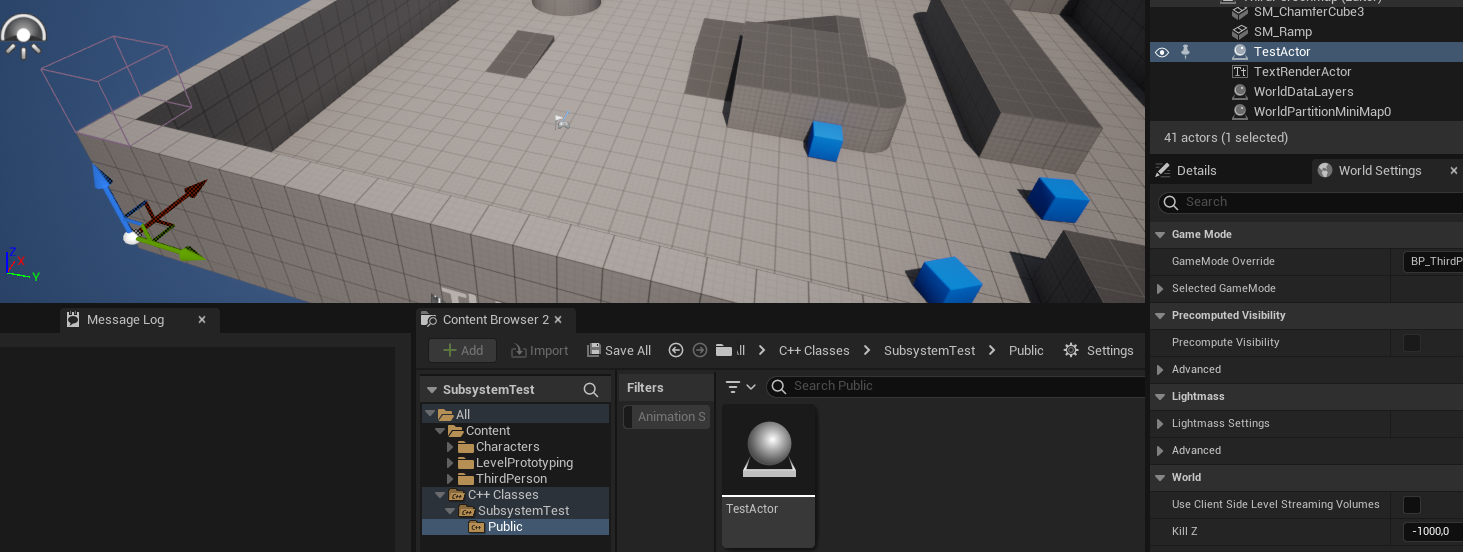 SM_ChamferCube3
SM_Ramp
TestActor
TextRenderActor
WorldDataLayers
WorldPartitionMiniMap0
41 actors (1 selected)
Details
World Settings
Search
Game Mode
GameMode Override
BP_ThirdP
Selected GameMode
Precomputed Visibility
Precompute Visibility
Advanced
Lightmass
Lightmass Settings
Advanced
World
Use Client Side Level Streaming Volumes
Kill Z
-1000,0
Z
X
Y
Message Log
Content Browser 2
Add
Import
Save All
C++ Classes
SubsystemTest
Public
Settings
SubsystemTest
All
Content
Characters
LevelPrototyping
ThirdPerson
C++ Classes
SubsystemTest
Public
Filters
Animation S
Search Public
TestActor